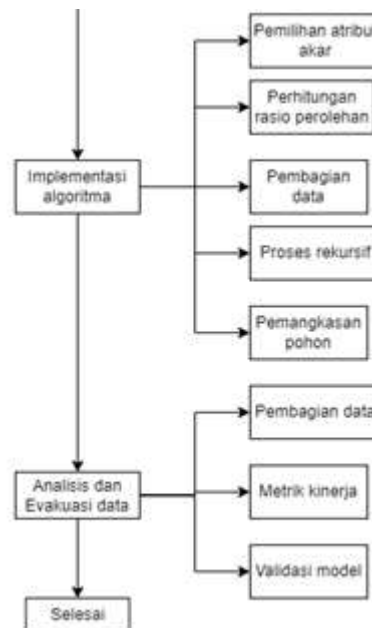 Pemilihan atribu
akar
Perhitungan
rasio perolehan
Implementasi
algoritma
Pembagian
data
Proses rekursif
Pemangkasan
pohon
Pembagian data
Analisis dan
Evakuasi data
Metrik kinerja
Validasi model
Selesai